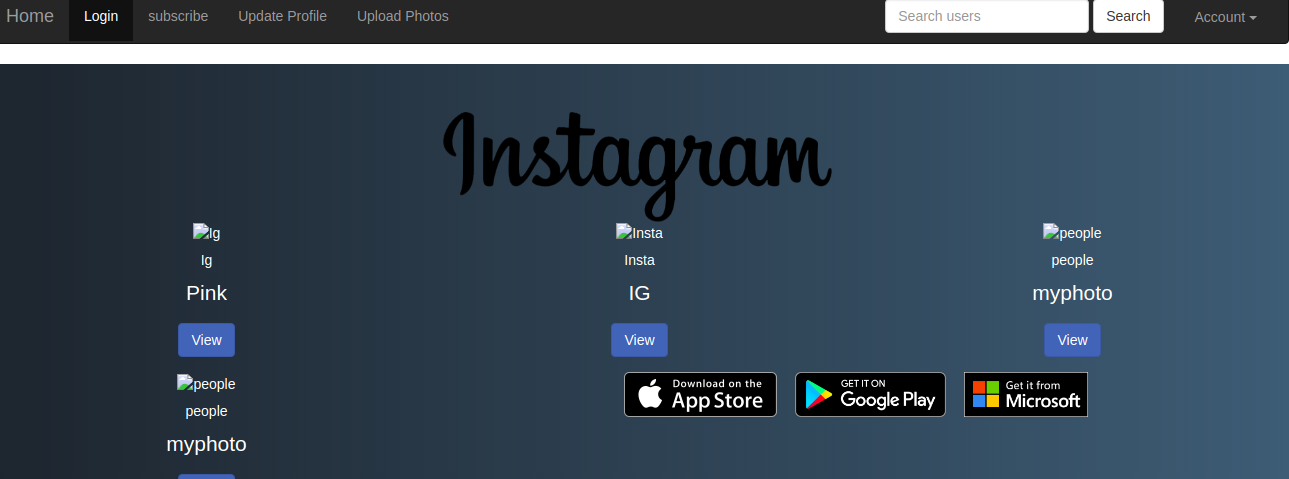 Home Login subscribe Update Profile Upload Photos Search users Search Account
Instagram
Ig Insta people
Ig Insta people
Pink IG myphoto
View View View
people Download on the App Store GET IT ON Google Play Get it from Microsoft
people
myphoto